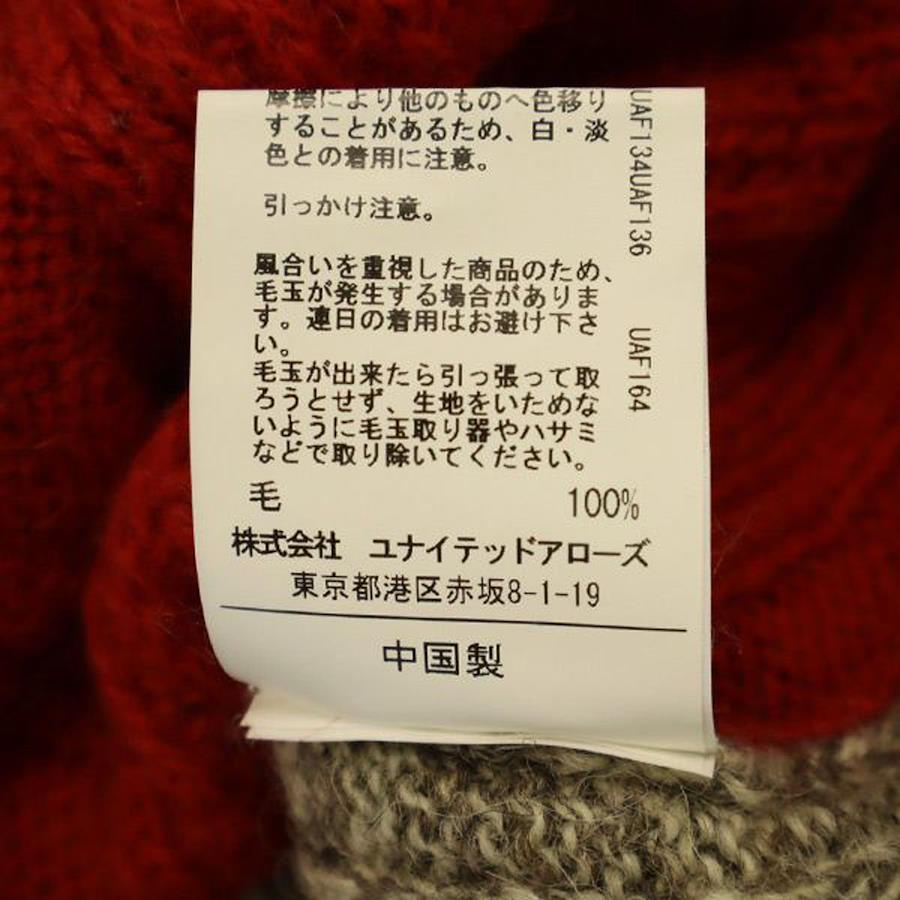 摩擦により他のものへ色移り
することがあるため、白・淡
色との着用に注意。
引っかけ注意。
風合いを重視した商品のため、
毛玉が発生する場合がありま
す。連日の着用はお避け下さ
い。
毛玉が出来たら引っ張って取
ろうとせず、生地をいためな
いように毛玉取り器やハサミ
などで取り除いてください。
毛 100%
株式会社 ユナイテッドアローズ
東京都港区赤坂8-1-19
中国製
UAF134UAF136
UAF164